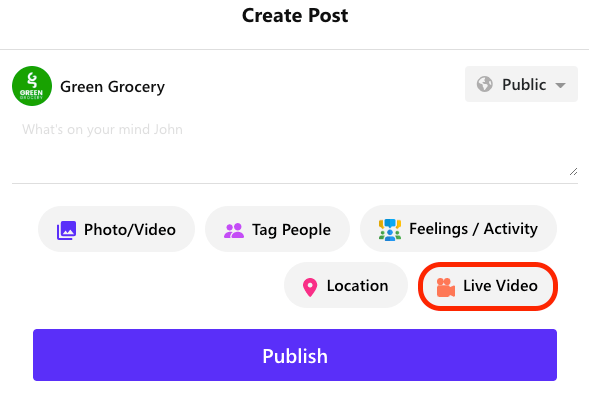 Create Post
GREEN
GROCERY
Green Grocery
Public
What's on your mind John
Photo/Video
Tag People
Feelings / Activity
Location
Live Video
Publish